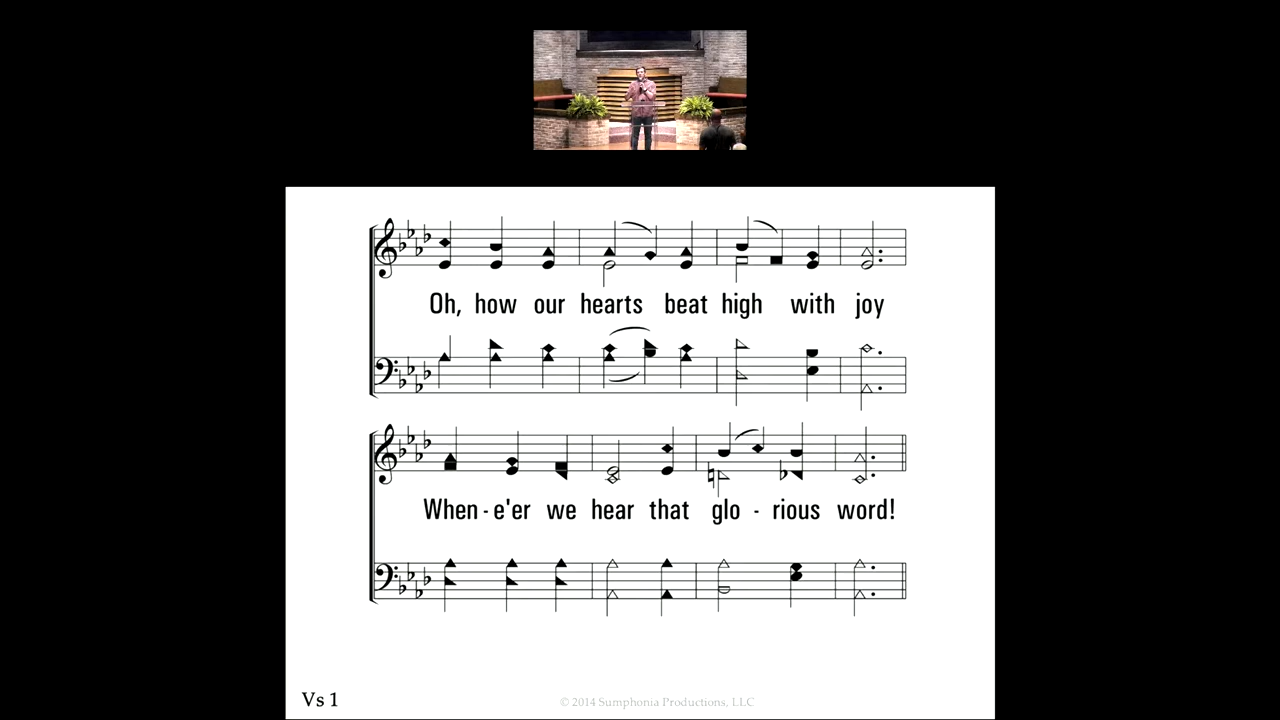 Oh, how our hearts beat high with joy
When - e'er we hear that glo - rious word!
Vs 1
© 2014 Sumphonia Productions, LLC